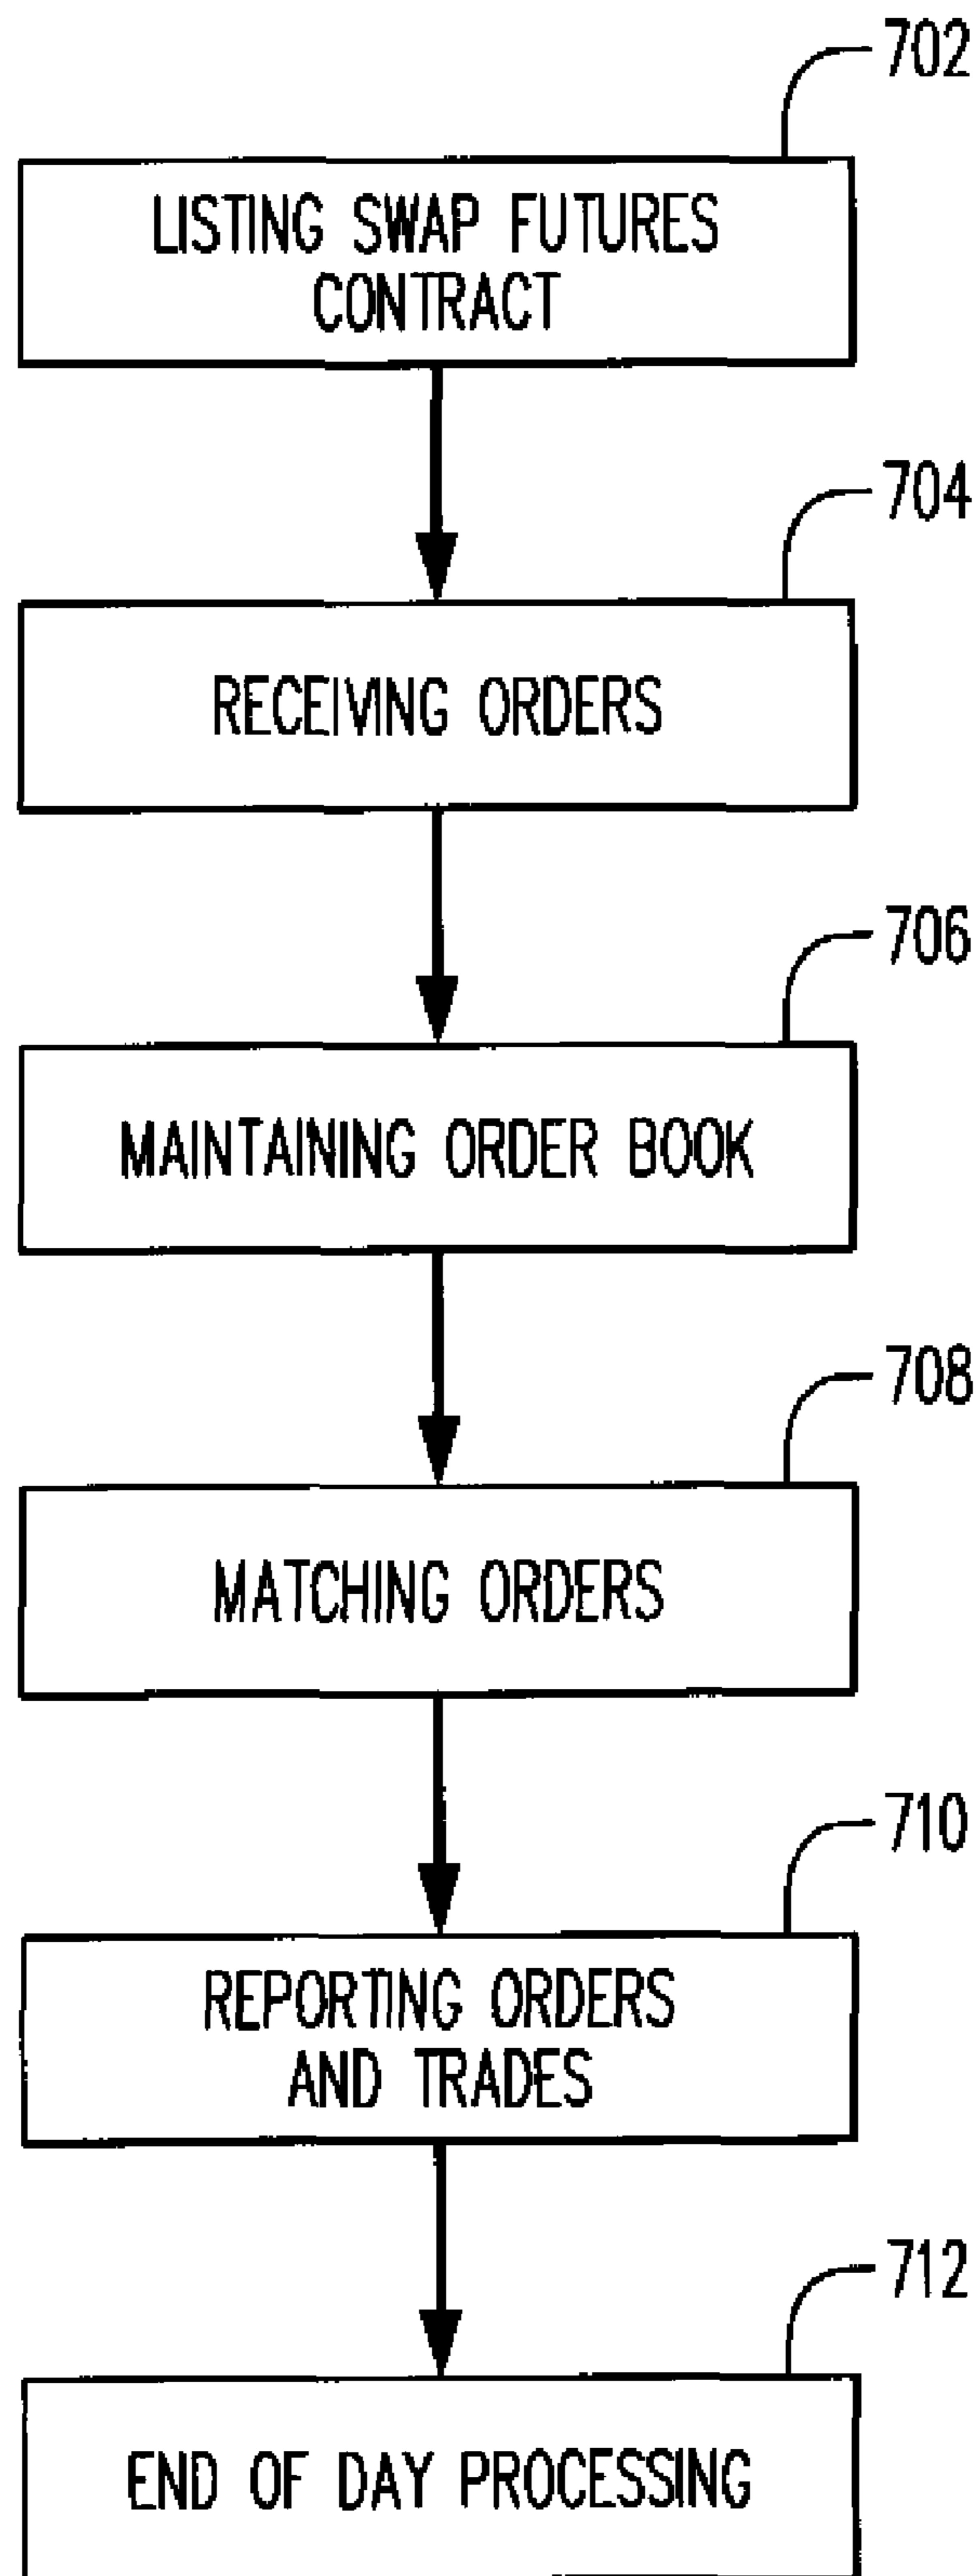 702
LISTING SWAP FUTURES
CONTRACT
704
RECEIVING ORDERS
706
MAINTAINING ORDER BOOK
708
MATCHING ORDERS
710
REPORTING ORDERS
AND TRADES
712
END OF DAY PROCESSING